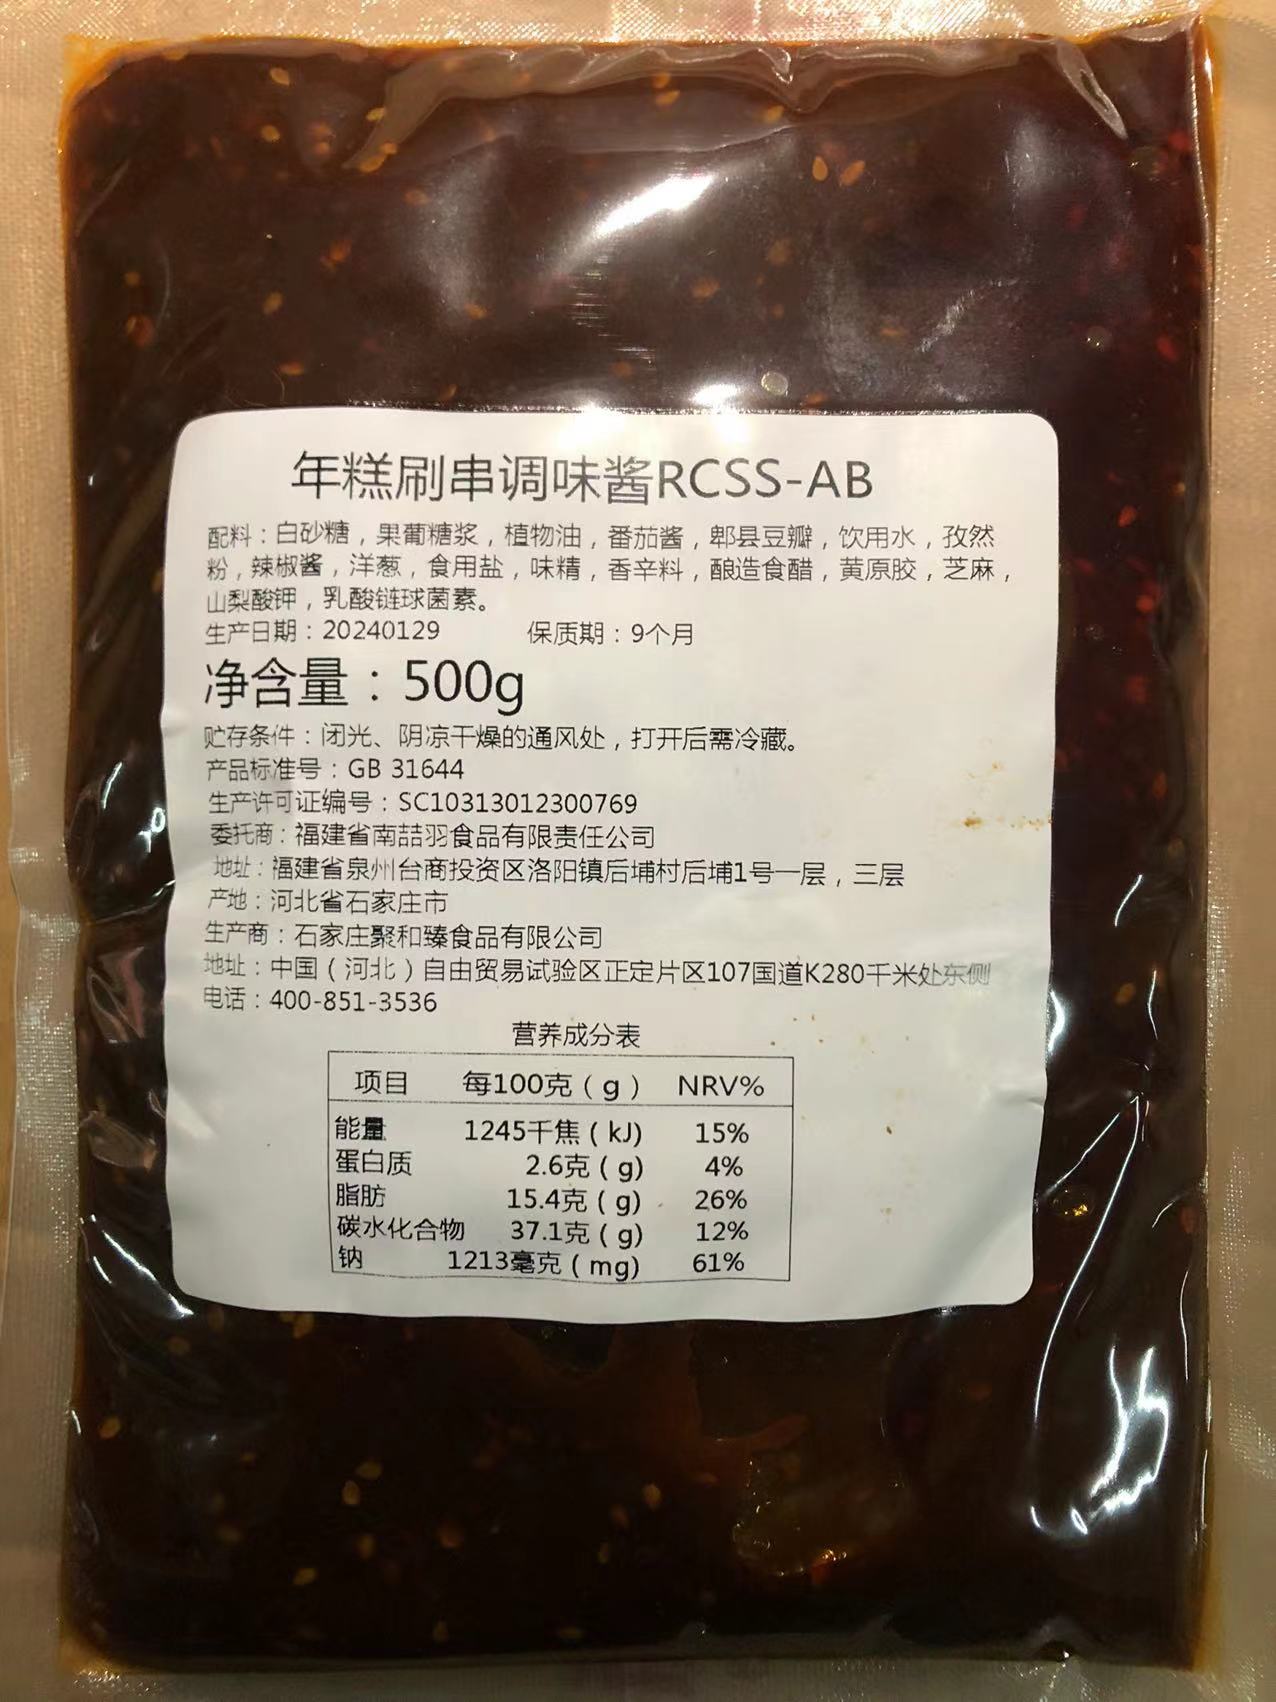 年糕刷串调味酱RCSS-AB
配料：白砂糖，果葡糖浆，植物油，番茄酱，郫县豆瓣，饮用水，孜然
粉，辣椒酱，洋葱，食用盐，味精，香辛料，酿造食醋，黄原胶，芝麻，
山梨酸钾，乳酸链球菌素。
生产日期：20240129 保质期：9个月
净含量：500g
贮存条件：闭光、阴凉干燥的通风处，打开后需冷藏。
产品标准号：GB 31644
生产许可证编号：SC10313012300769
委托商：福建省南喆羽食品有限责任公司
地址：福建省泉州台商投资区洛阳镇后埔村后埔1号一层，三层
产地：河北省石家庄市
生产商：石家庄聚和臻食品有限公司
地址：中国（河北）自由贸易试验区正定片区107国道K280千米处东侧
电话：400-851-3536
营养成分表
项目 每100克（g） NRV%
能量 1245千焦（kJ） 15%
蛋白质 2.6克（g） 4%
脂肪 15.4克（g） 26%
碳水化合物 37.1克（g） 12%
钠 1213毫克（mg） 61%